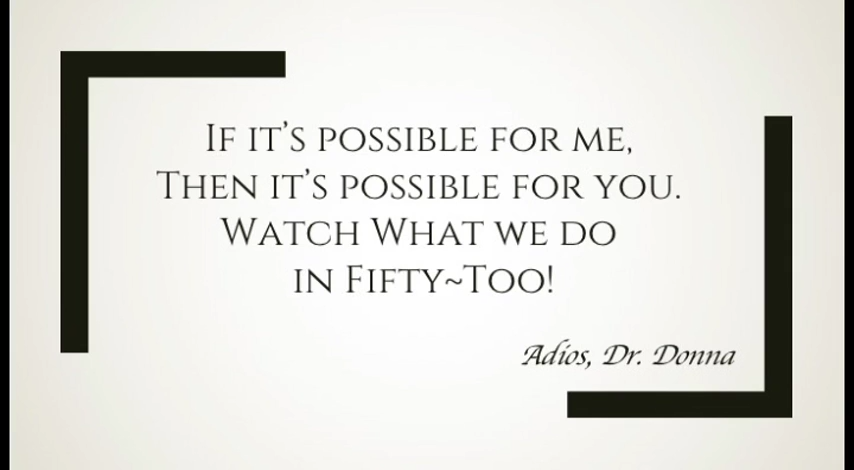 If it’s possible for me,
Then it’s possible for you.
Watch What we do
in Fifty~Too!
Adios, Dr. Donna